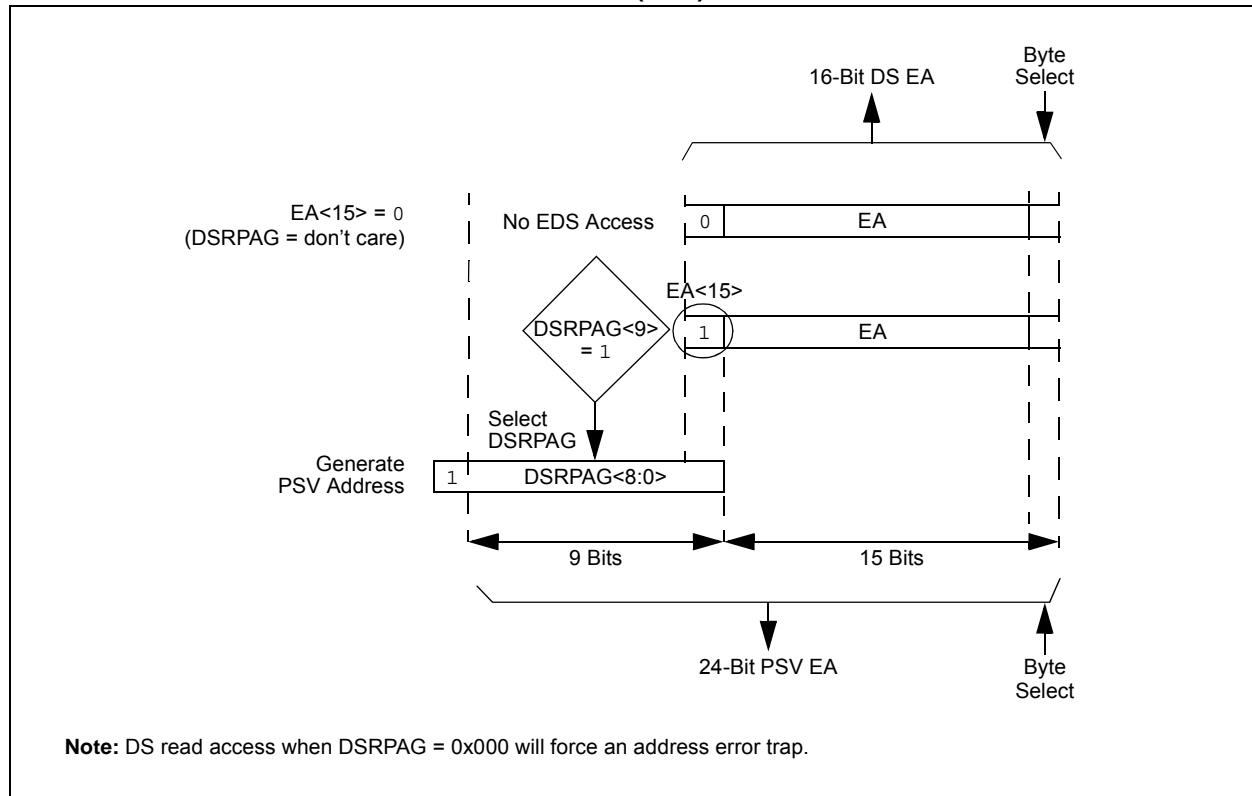 16-Bit DS EA
Byte
Select
EA<15> = 0
(DSRPAG = don't care)
No EDS Access
0
EA
EA<15>
DSRPAG<9>
= 1
1
EA
Select
DSRPAG
Generate
PSV Address
1
DSRPAG<8:0>
9 Bits
15 Bits
24-Bit PSV EA
Byte
Select
Note: DS read access when DSRPAG = 0x000 will force an address error trap.